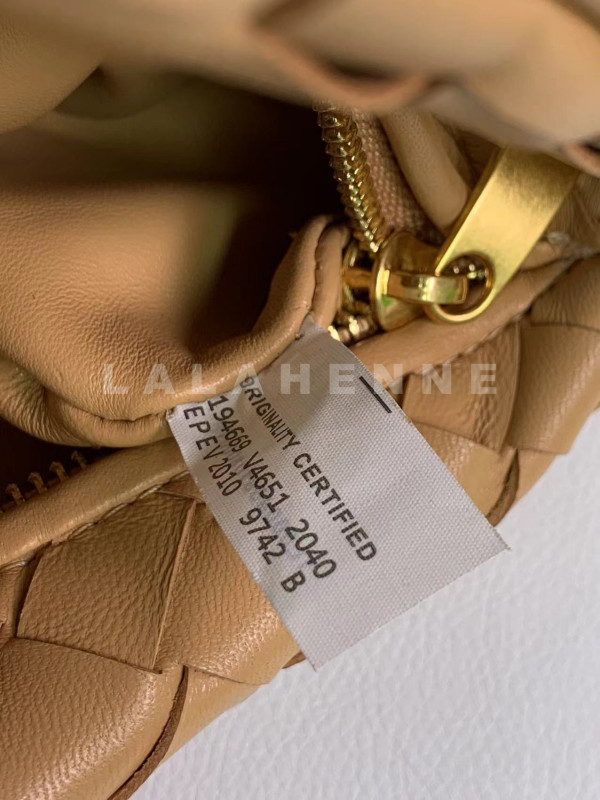 LALAHENNE
ORIGINALITY CERTIFIED
194669 V4651 2040
EPEV2010 9742 B